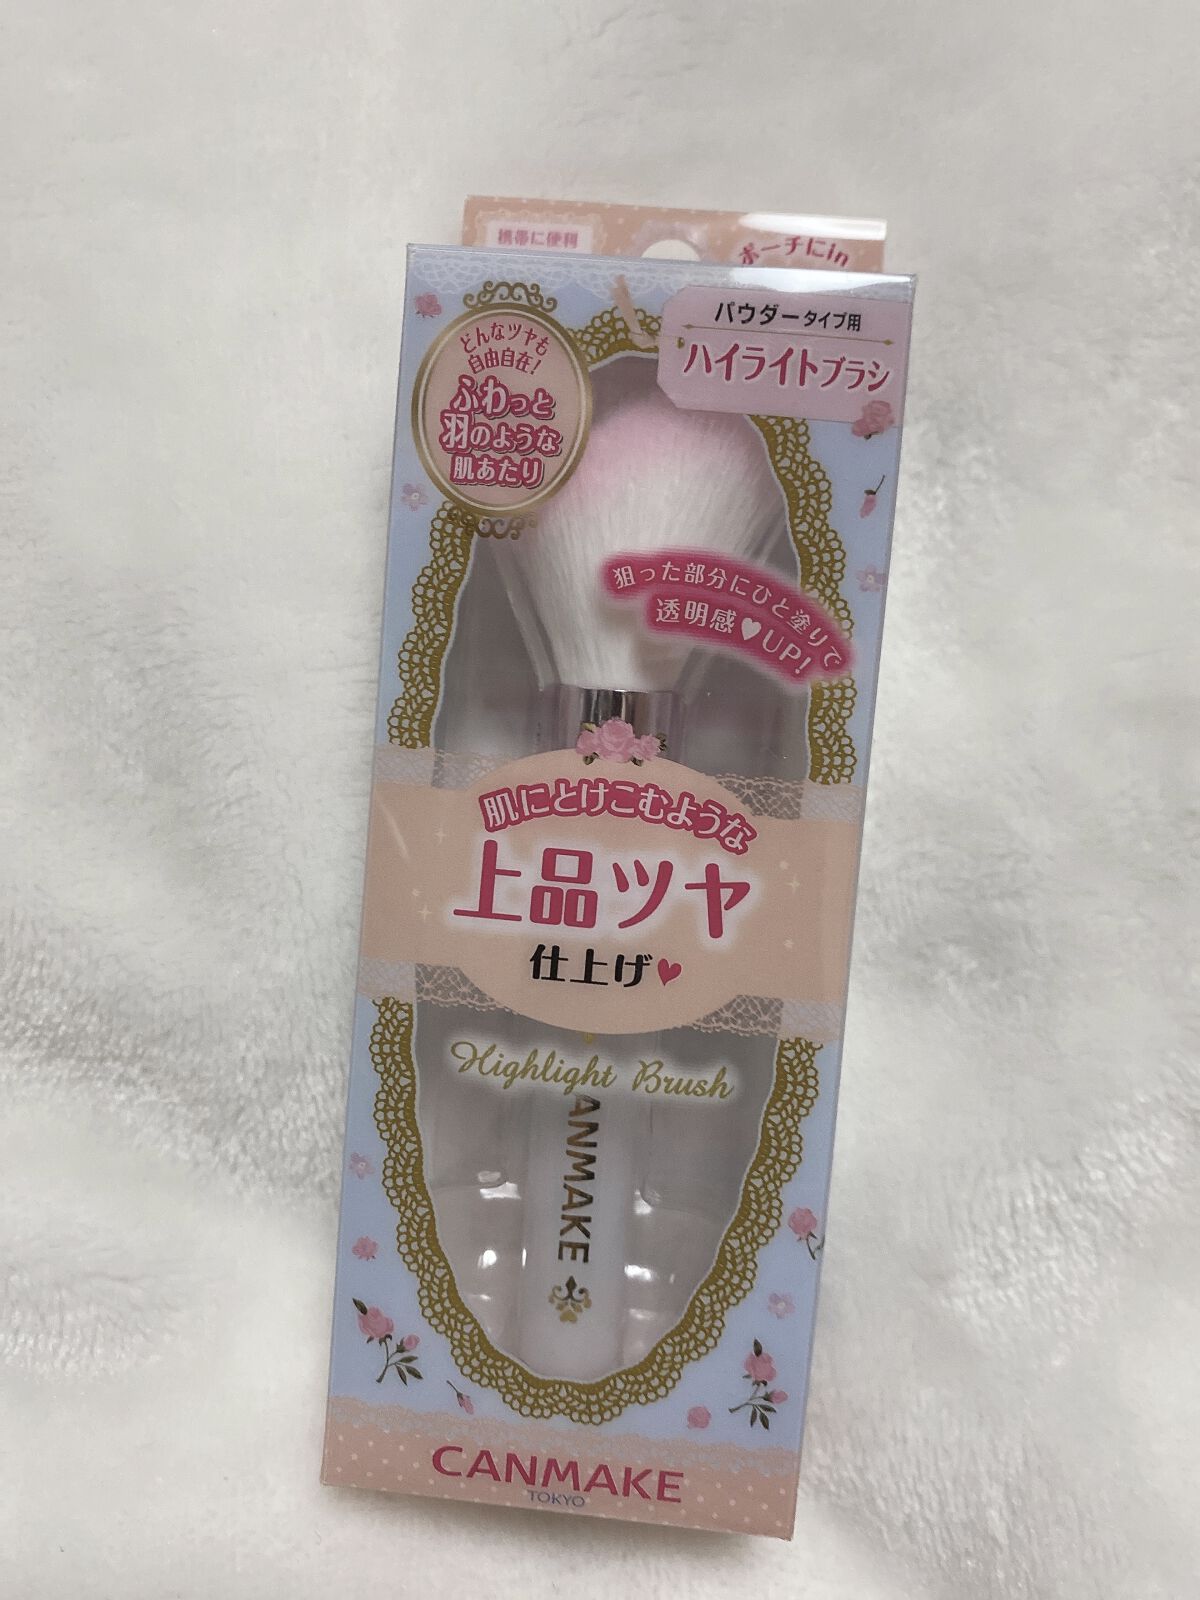 携帯に便利
ポーチにin
パウダータイプ用
ハイライトブラシ
どんなツヤも
自由自在!
ふわっと
羽のような
肌あたり
狙った部分にひと塗りで
透明感♥UP!
肌にとけこむような
上品ツヤ
仕上げ♥
Highlight Brush
ANMAKE
CANMAKE
TOKYO